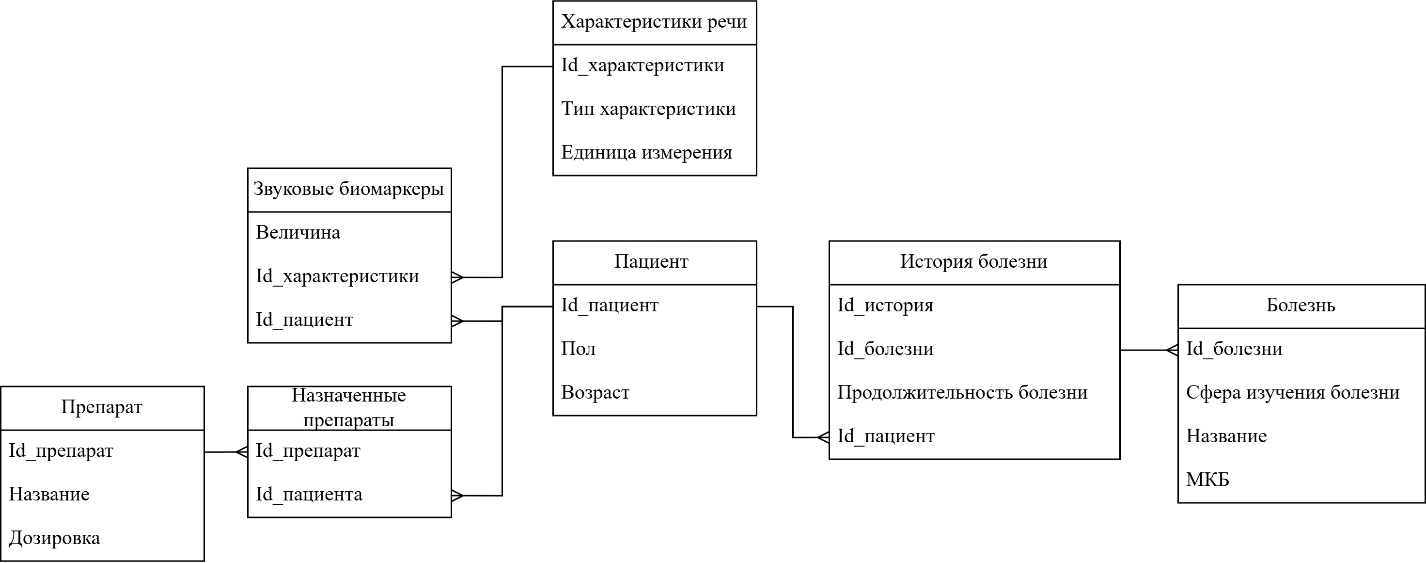 Характеристики речи
Id_характеристики
Тип характеристики
Единица измерения
Звуковые биомаркеры
Величина
Id_характеристики
Id_пациент
Пациент
Id_пациент
Пол
Возраст
История болезни
Id_история
Id_болезни
Продолжительность болезни
Id_пациент
Болезнь
Id_болезни
Сфера изучения болезни
Название
МКБ
Препарат
Id_препарат
Название
Дозировка
Назначенные
препараты
Id_препарат
Id_пациента